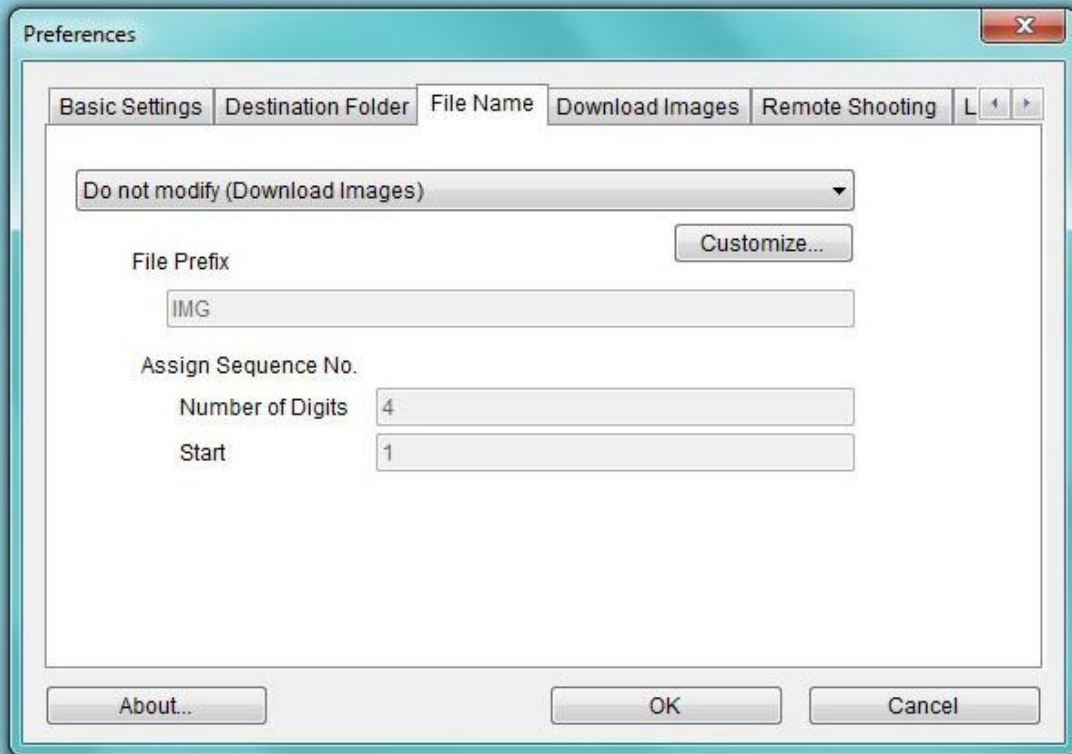 Preferences
Basic Settings Destination Folder File Name Download Images Remote Shooting L
Do not modify (Download Images)
Customize...
File Prefix
IMG
Assign Sequence No.
Number of Digits 4
Start 1
About... OK Cancel